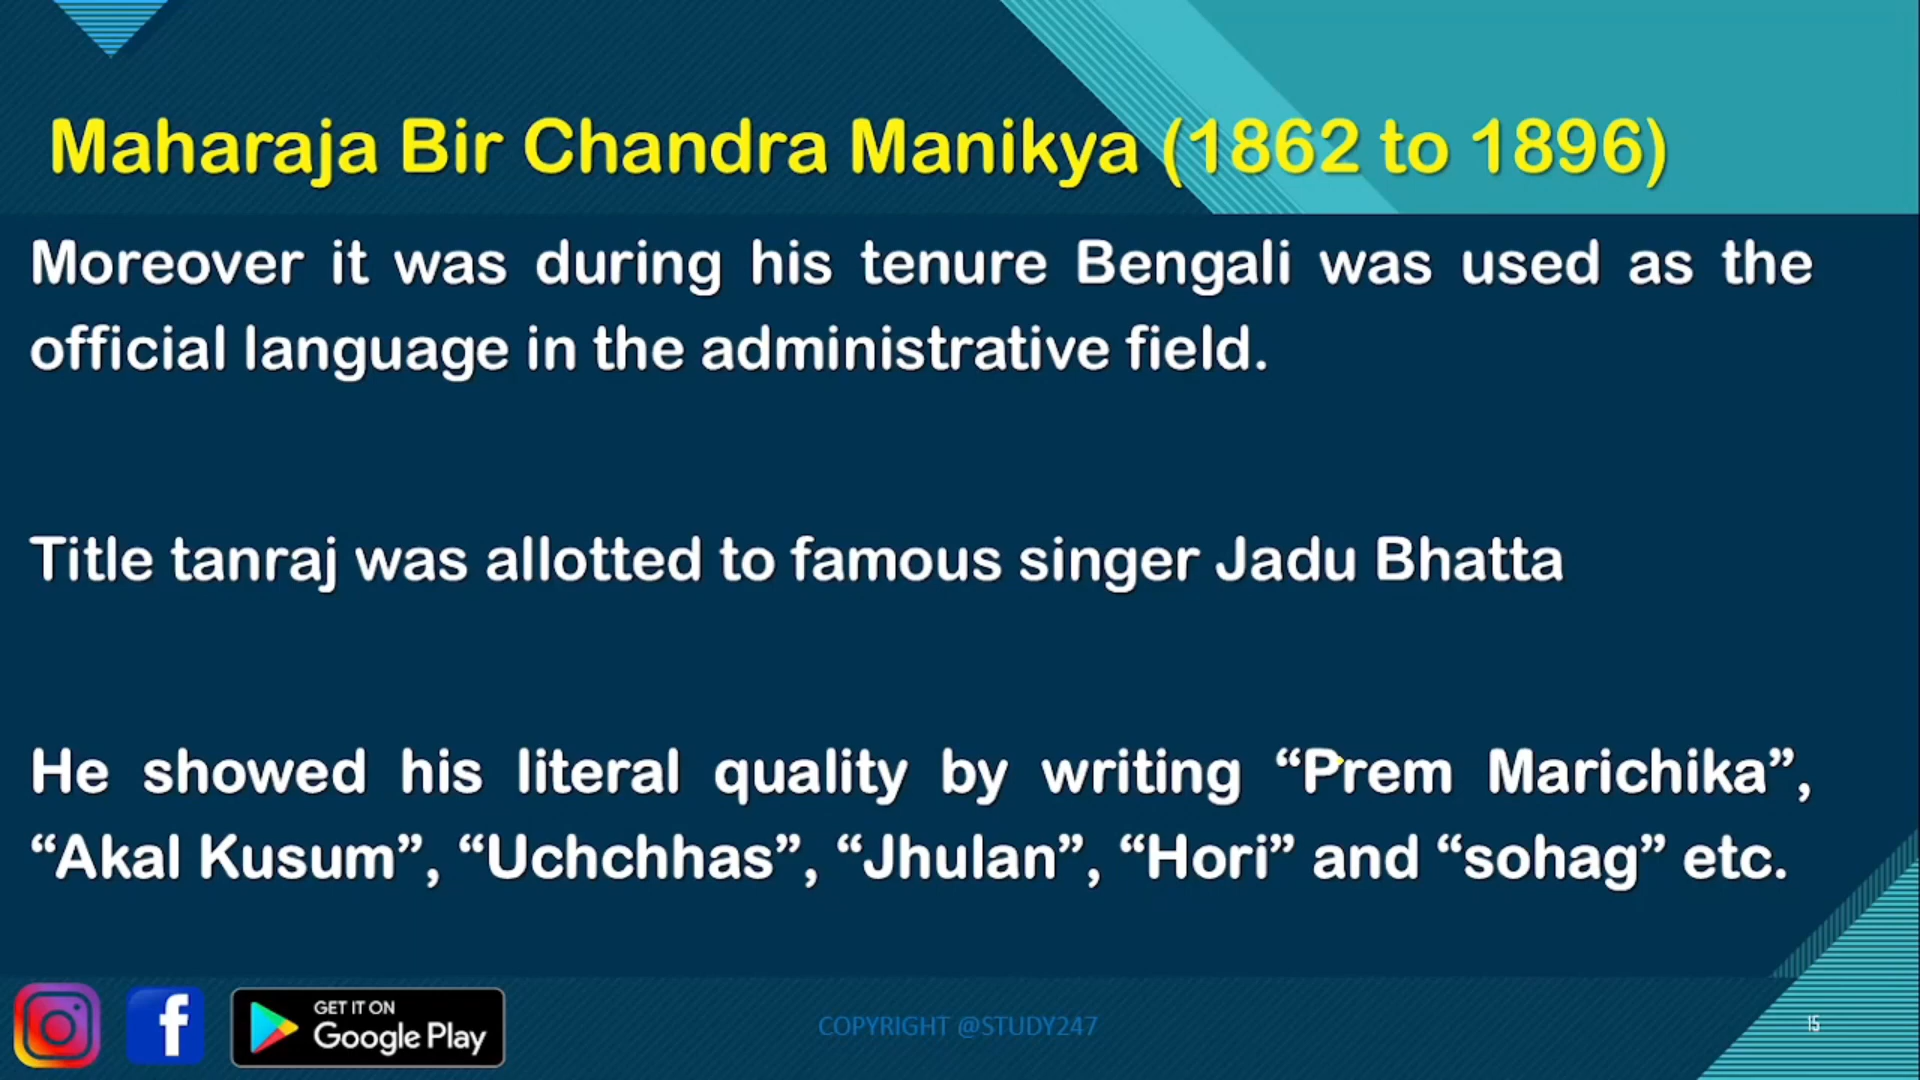 Maharaja Bir Chandra Manikya (1862 to 1896)
Moreover it was during his tenure Bengali was used as the
official language in the administrative field.
Title tanraj was allotted to famous singer Jadu Bhatta
He showed his literal quality by writing “Prem Marichika”,
“Akal Kusum”, “Uchchhas”, “Jhulan”, “Hori” and “sohag” etc.
GET IT ON
Google Play
COPYRIGHT @STUDY247
15